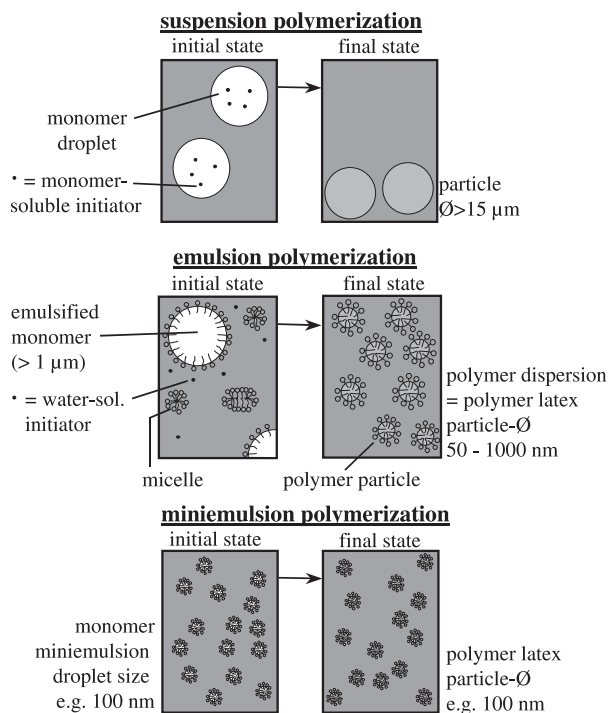 suspension polymerization
initial state
final state
monomer
droplet
· = monomer-
soluble initiator
particle
Ø>15 µm
emulsion polymerization
initial state
final state
emulsified
monomer
(> 1 µm)
· = water-sol.
initiator
micelle
polymer particle
polymer dispersion
= polymer latex
particle-Ø
50 - 1000 nm
miniemulsion polymerization
initial state
final state
monomer
miniemulsion
droplet size
e.g. 100 nm
polymer latex
particle-Ø
e.g. 100 nm